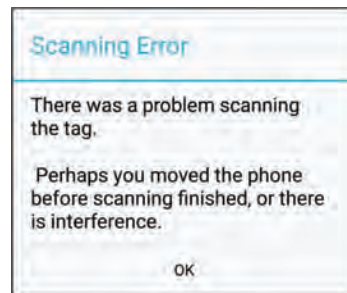 Scanning Error
There was a problem scanning
the tag.
Perhaps you moved the phone
before scanning finished, or there
is interference.
OK